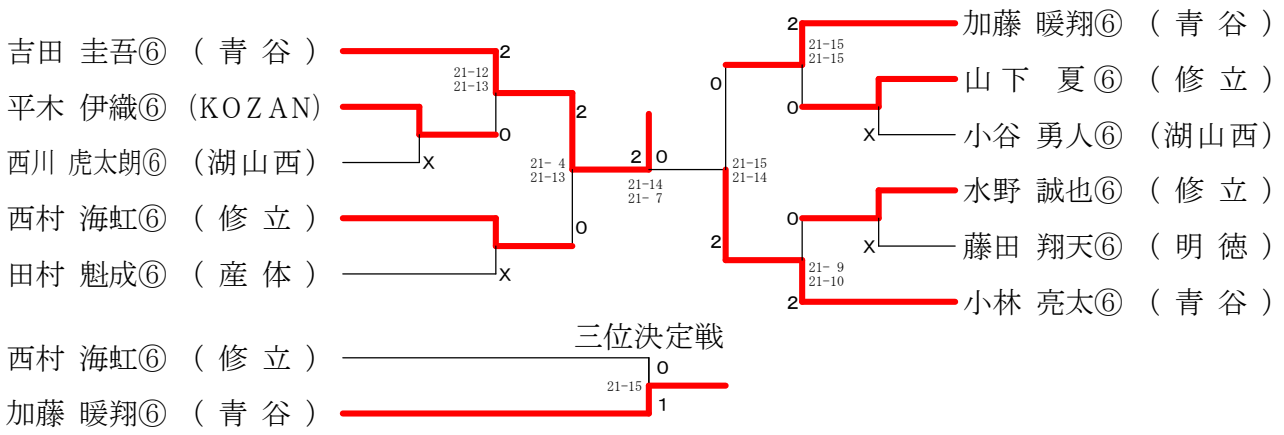 吉田 圭吾⑥ ( 青 谷 )
平木 伊織⑥ (KOZAN)
西川 虎太朗⑥ (湖山西)
西村 海虹⑥ ( 修 立 )
田村 魁成⑥ ( 産 体 )
2
21-12
21-13
0
X
2
21- 4
21-13
0
X
2 0
21-14
21- 7
0
21-15
21-14
2
2
21-15
21-15
0
X
0
X
21- 9
21-10
2
加藤 暖翔⑥ ( 青 谷 )
山下 夏⑥ ( 修 立 )
小谷 勇人⑥ (湖山西)
水野 誠也⑥ ( 修 立 )
藤田 翔天⑥ ( 明 徳 )
小林 亮太⑥ ( 青 谷 )
三位決定戦
西村 海虹⑥ ( 修 立 )
加藤 暖翔⑥ ( 青 谷 )
0
21-15
1